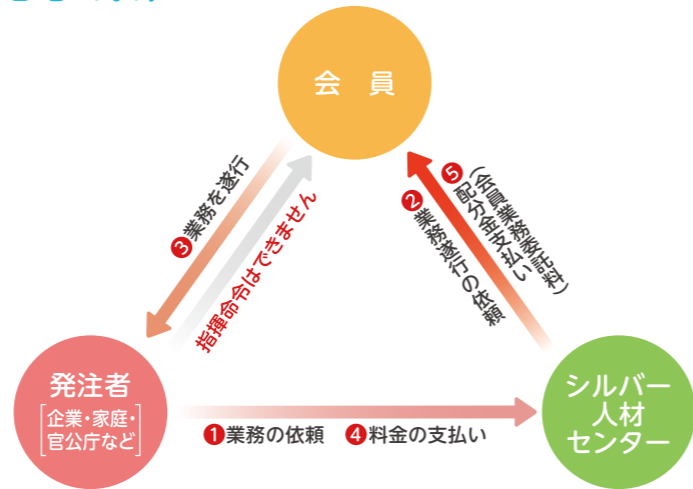 会 員
❸業務を遂行
指揮命令はできません
❷業務遂行の依頼
❺配分金支払い
（会員業務委託料）
発注者
[企業・家庭・
官公庁など]
❶業務の依頼 ❹料金の支払い
シルバー
人材
センター